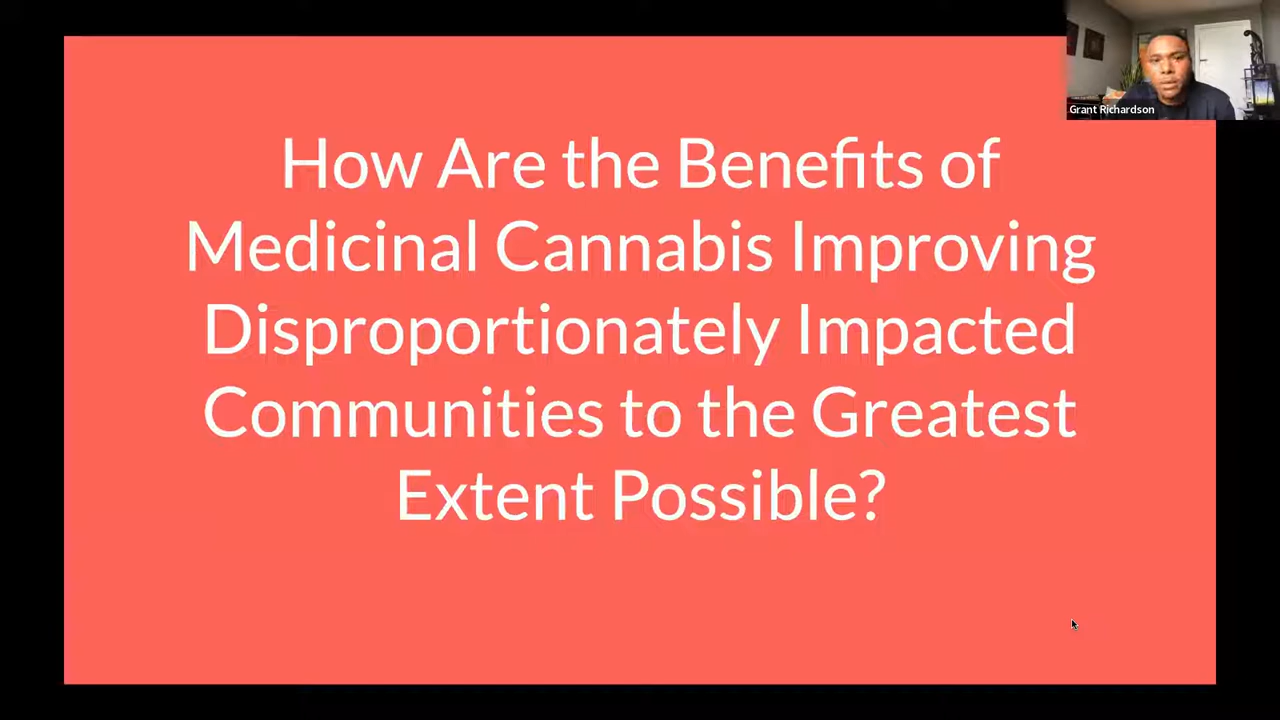 Grant Richardson
How Are the Benefits of
Medicinal Cannabis Improving
Disproportionately Impacted
Communities to the Greatest
Extent Possible?